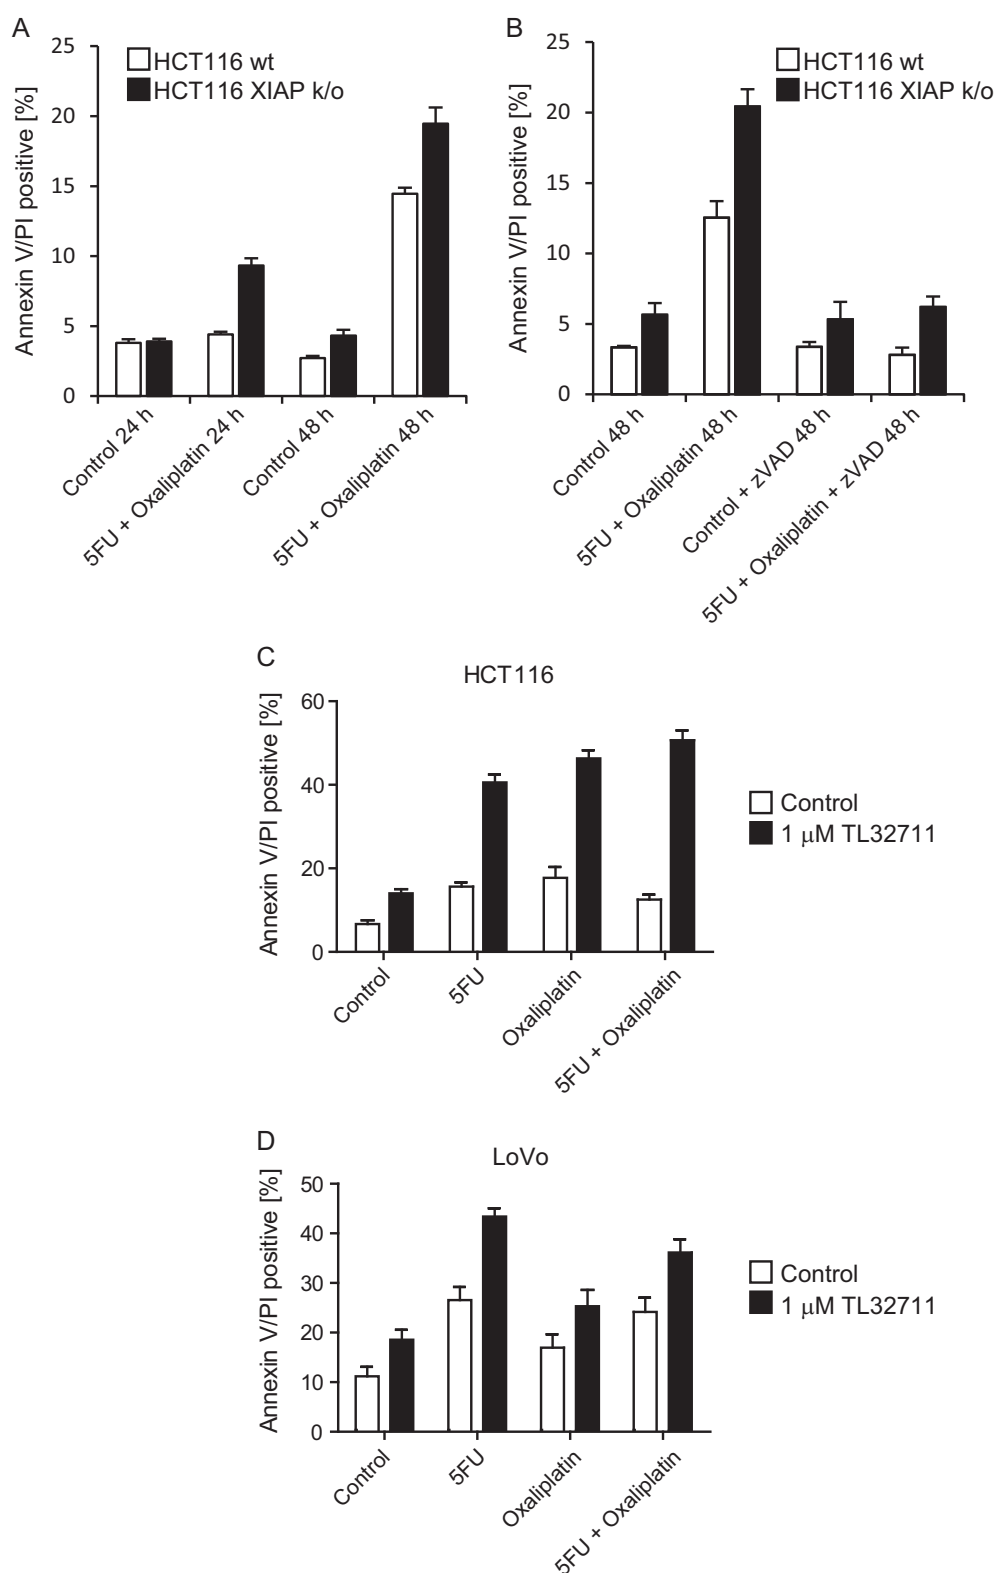 A
Annexin V/PI positive [%]
25
20
15
10
5
0
HCT116 wt
HCT116 XIAP k/o
Control 24 h
5FU + Oxaliplatin 24 h
Control 48 h
5FU + Oxaliplatin 48 h
B
Annexin V/PI positive [%]
25
20
15
10
5
0
HCT116 wt
HCT116 XIAP k/o
Control 48 h
5FU + Oxaliplatin 48 h
Control + zVAD 48 h
5FU + Oxaliplatin + zVAD 48 h
C
HCT116
Annexin V/PI positive [%]
60
40
20
0
Control
1 μM TL32711
Control
5FU
Oxaliplatin
5FU + Oxaliplatin
D
LoVo
Annexin V/PI positive [%]
50
40
30
20
10
0
Control
1 μM TL32711
Control
5FU
Oxaliplatin
5FU + Oxaliplatin